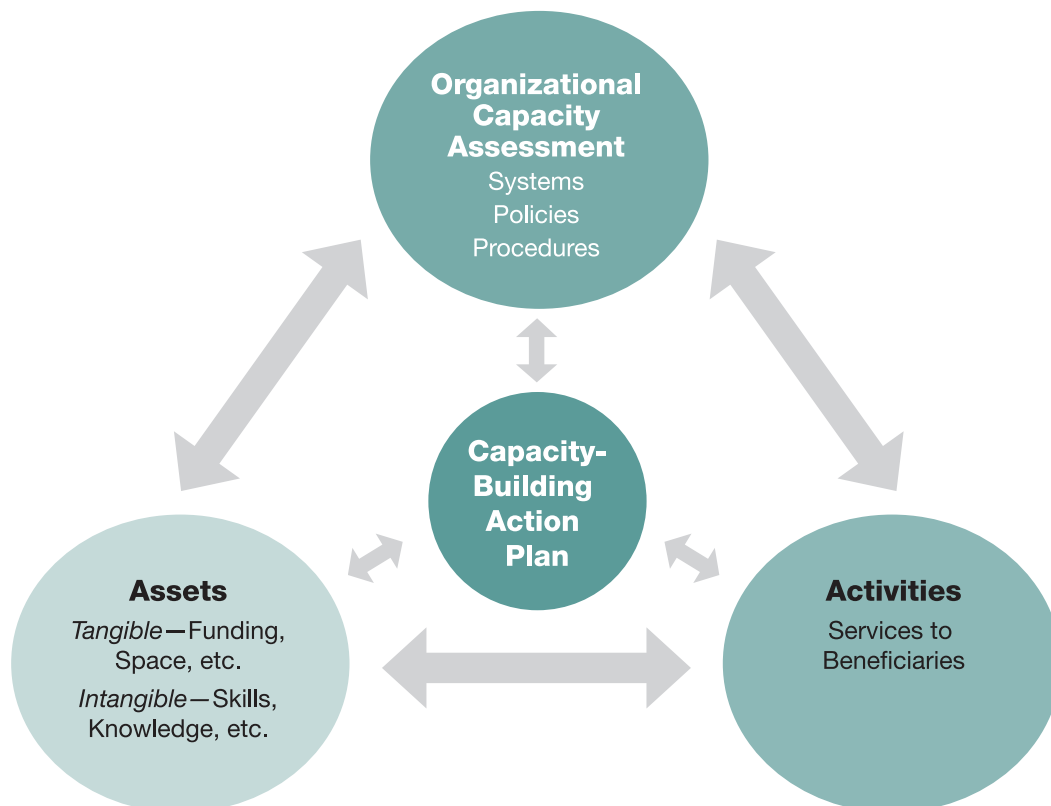 Organizational
Capacity
Assessment
Systems
Policies
Procedures
Capacity-
Building
Action
Plan
Assets
Tangible—Funding,
Space, etc.
Intangible—Skills,
Knowledge, etc.
Activities
Services to
Beneficiaries